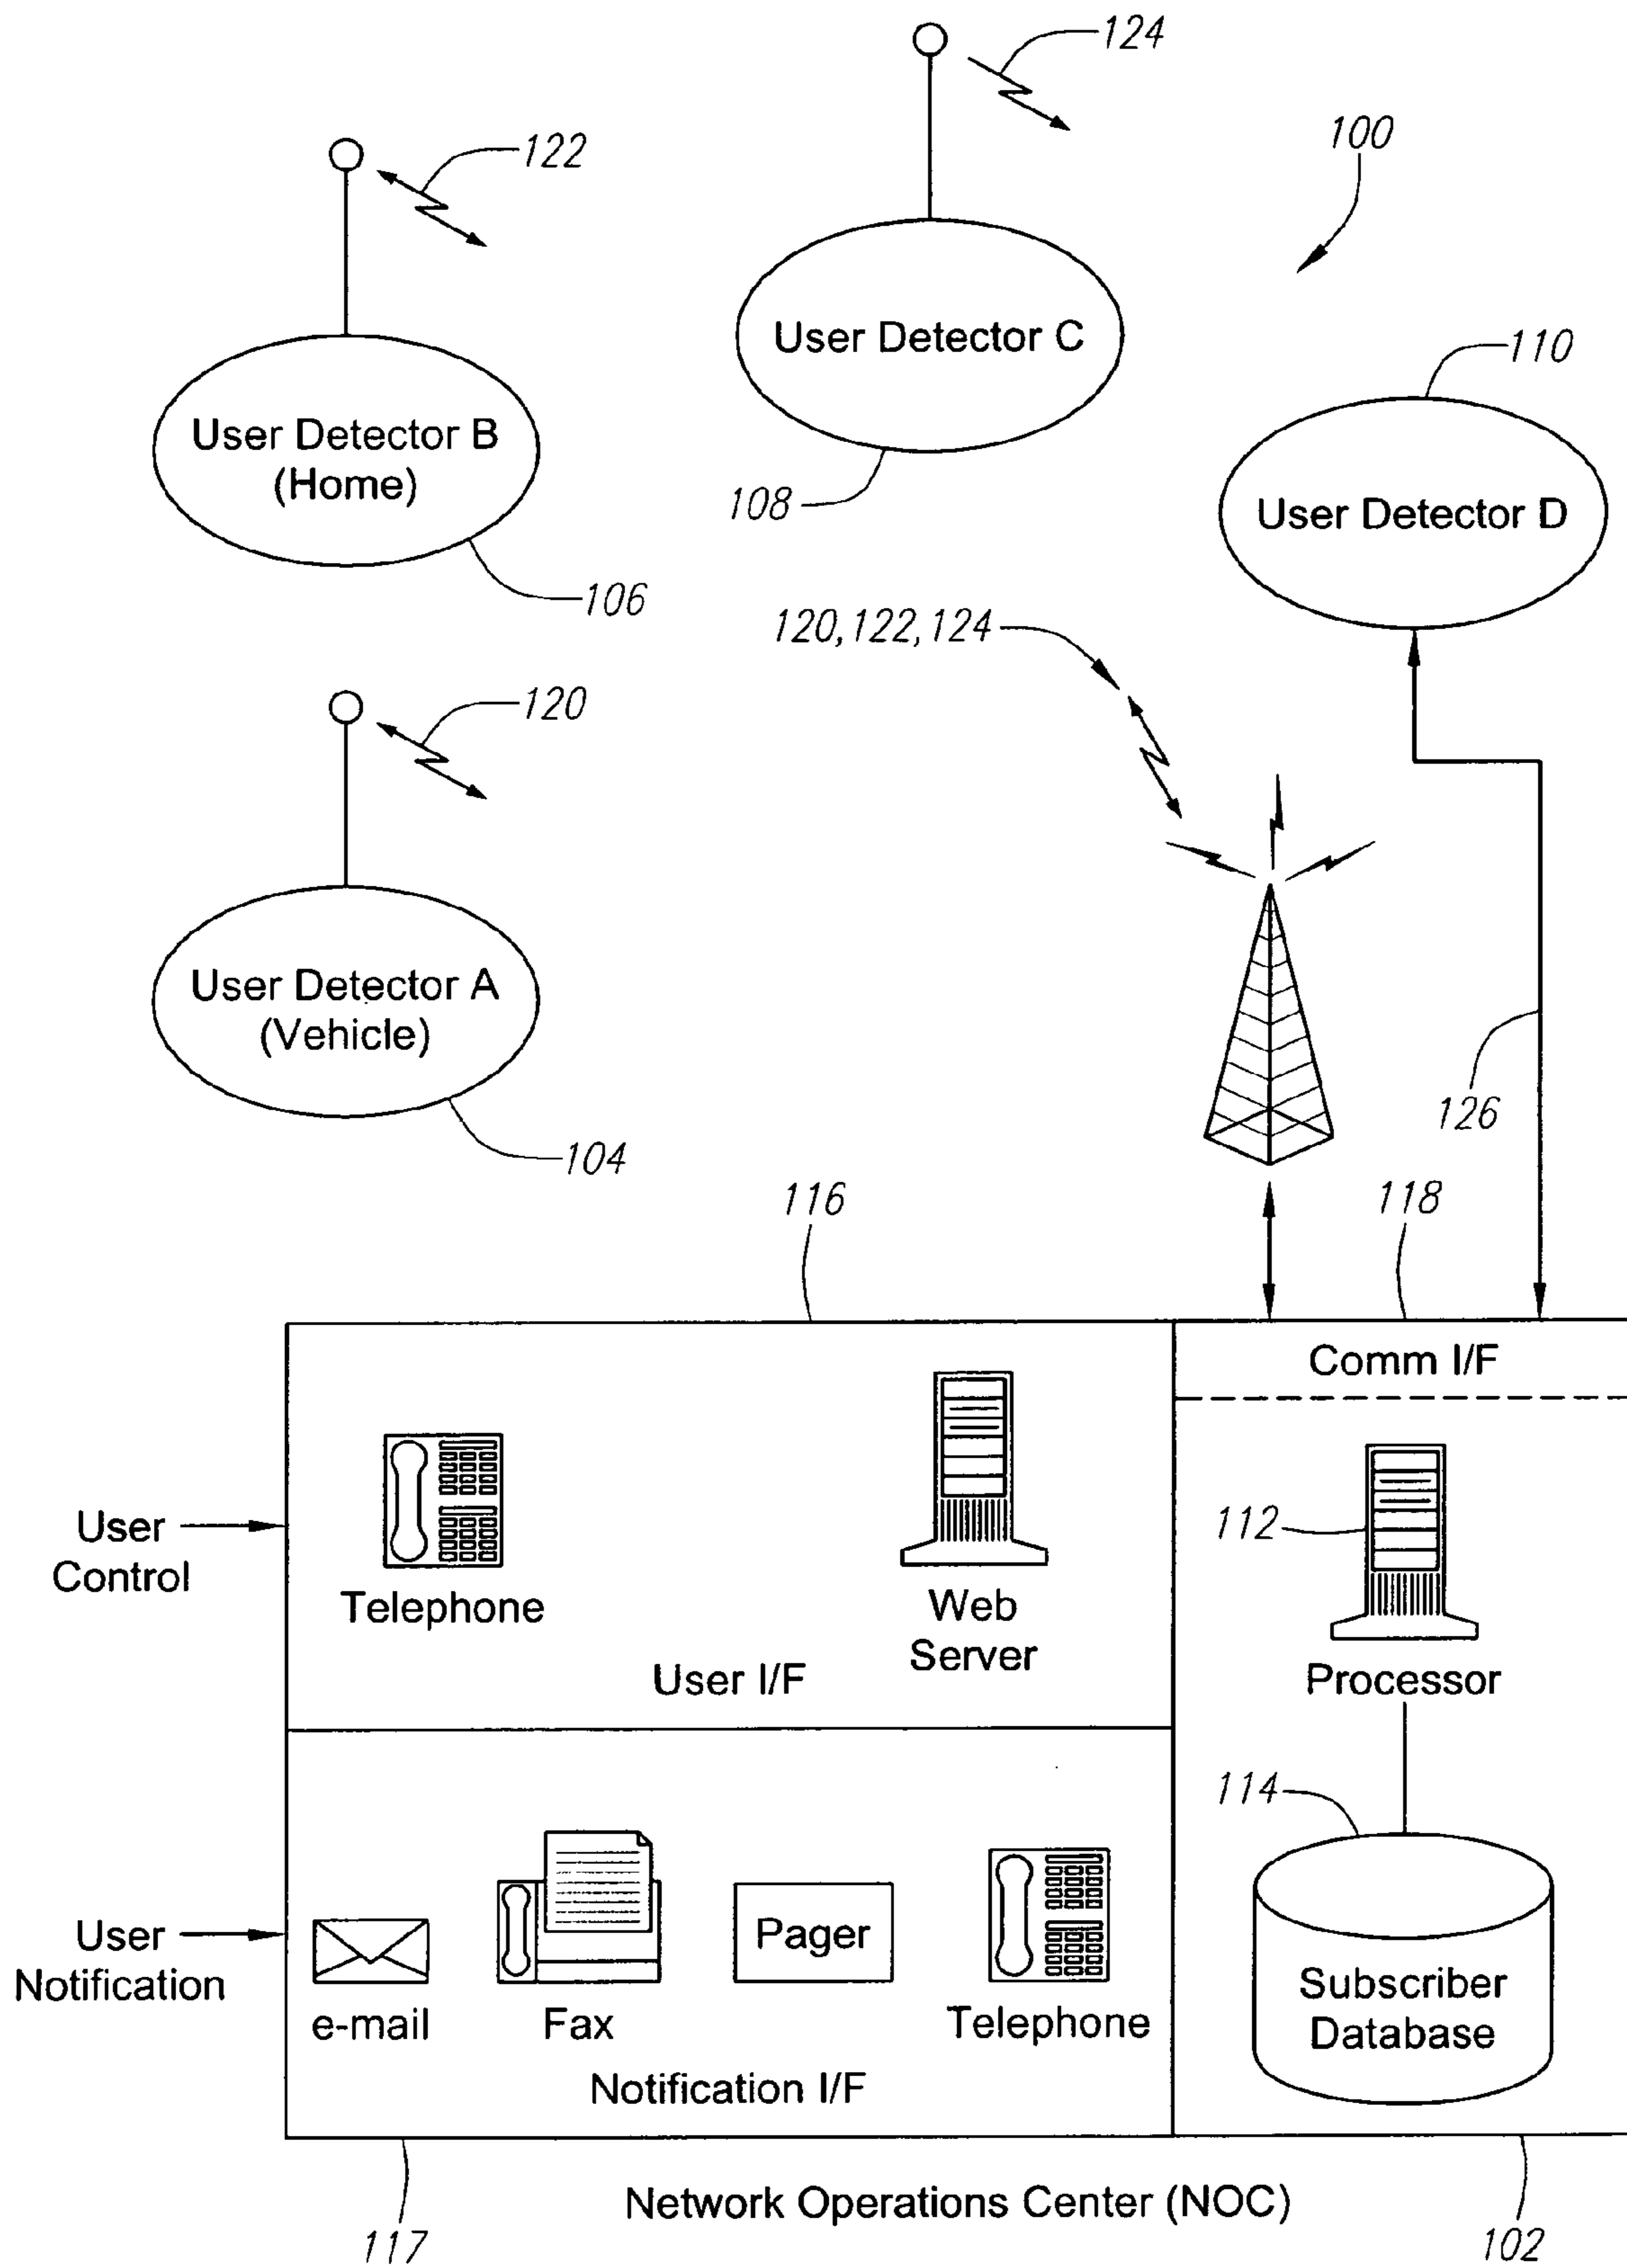 124
122
100
User Detector C
110
User Detector B
(Home)
108
User Detector D
106
120,122,124
120
User Detector A
(Vehicle)
126
104
116
118
Comm I/F
User
Control
Telephone
Web
Server
User I/F
112
Processor
114
User
Notification
e-mail
Fax
Pager
Telephone
Notification I/F
Subscriber
Database
Network Operations Center (NOC)
117
102